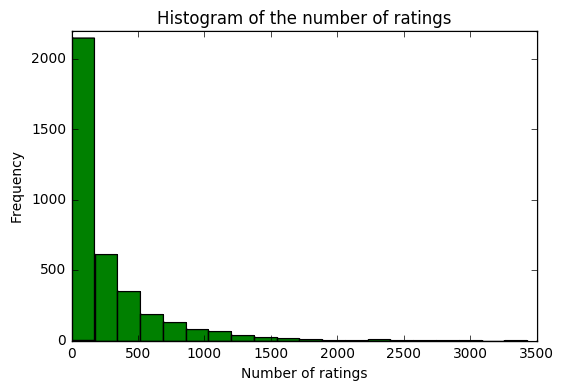 Histogram of the number of ratings
2000
1500
1000
500
0
Frequency
0 500 1000 1500 2000 2500 3000 3500
Number of ratings